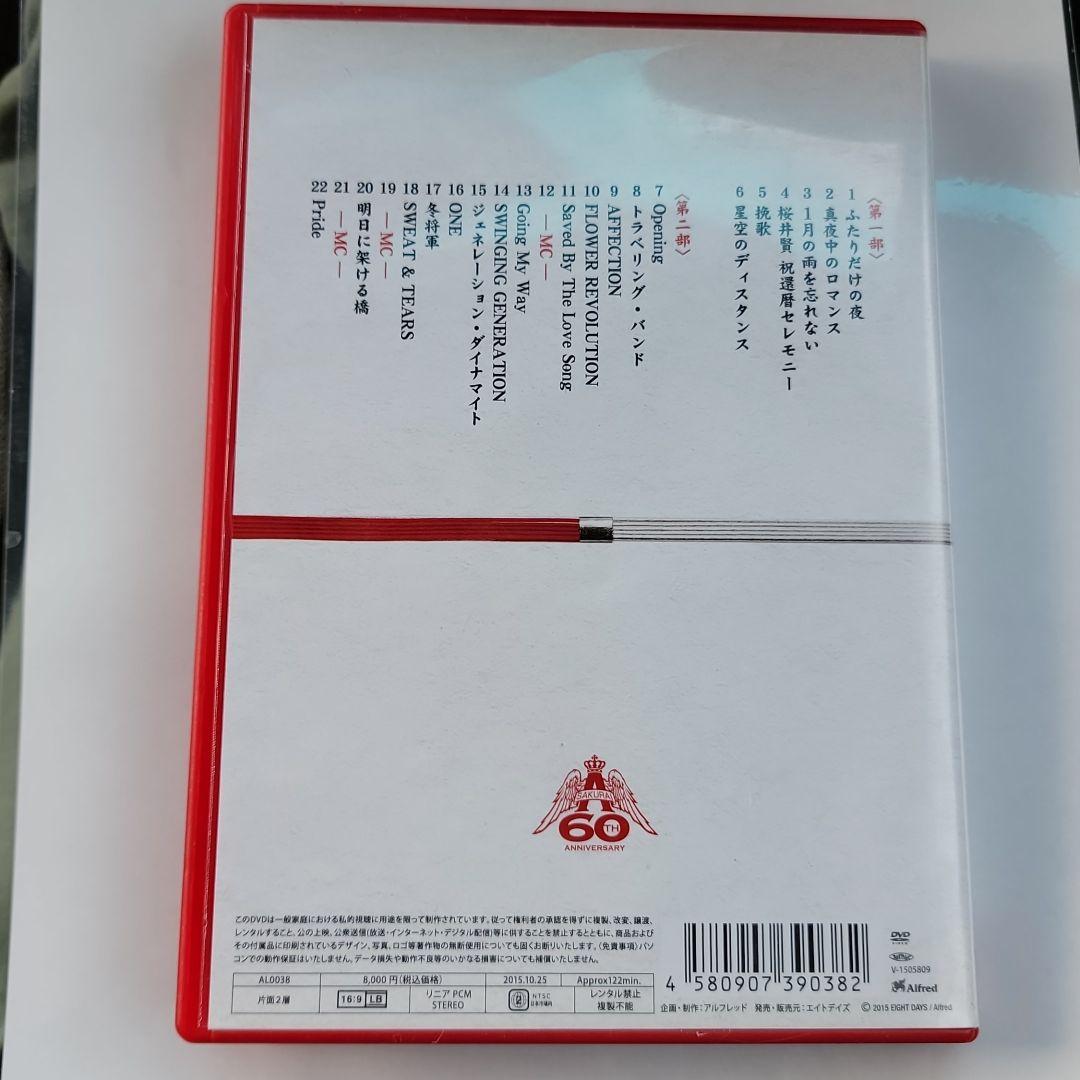 〈第一部〉
1 ふたりだけの夜
2 真夜中のロマンス
3 1月の雨を忘れない
4 桜井賢 祝還暦セレモニー
5 挽歌
6 星空のディスタンス
〈第二部〉
7 Opening
8 トラベリング・バンド
9 AFFECTION
10 FLOWER REVOLUTION
11 Saved By The Love Song
12 ― MC ―
13 Going My Way
14 SWINGING GENERATION
15 ジェネレーション・ダイナマイト
16 ONE
17 冬将軍
18 SWEAT & TEARS
19 ― MC ―
20 明日に架ける橋
21 ― MC ―
22 Pride
A
SAKURAI
60TH
ANNIVERSARY
このDVDは一般家庭における私的視聴に用途を限って制作されています。従って権利者の承認を得ずに複製、改変、譲渡、
レンタルすること、公の上映、公衆送信(放送・インターネット・デジタル配信)等に供することを禁止するとともに、商品および
その付属品に印刷されているデザイン、写真、ロゴ等著作物の無断使用についても固くお断りいたします。〈免責事項〉パソ
コンでの動作保証はいたしません。データ損失や動作不良等のいかなる損害についても補償いたしません。
AL0038 8,000円(税込価格) 2015.10.25 Approx122min.
片面2層 16:9 LB リニアPCM STEREO 2 NTSC 日本市場向 レンタル禁止 複製不能
4 580907 390382
DVD
VIDEO
V-1505809
Alfred
企画・制作:アルフレッド 発売・販売元:エイトデイズ Ⓒ 2015 EIGHT DAYS / Alfred